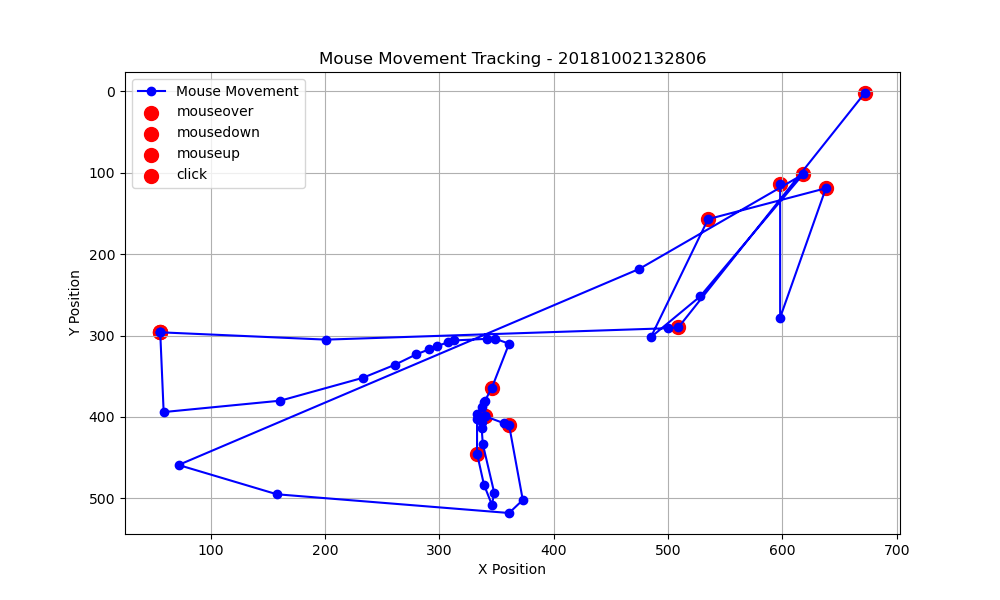 Mouse Movement Tracking - 20181002132806
Mouse Movement
mouseover
mousedown
mouseup
click
0
100
200
300
400
500
Y Position
100
200
300
400
500
600
700
X Position